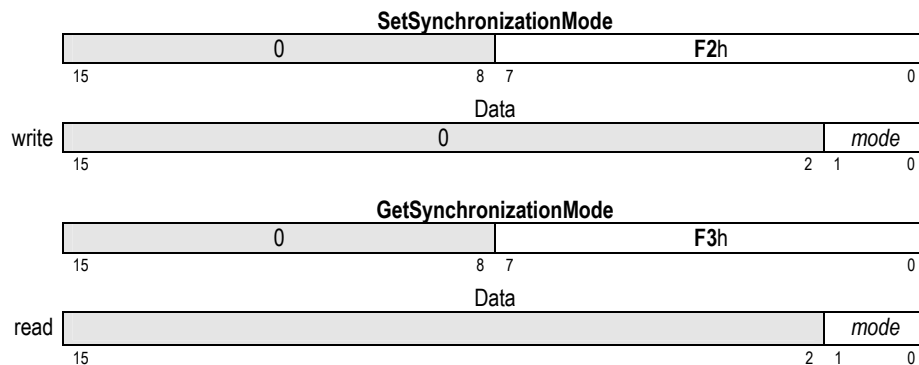 SetSynchronizationMode
0 F2h
15 8 7 0
Data
write 0 mode
15 2 1 0
GetSynchronizationMode
0 F3h
15 8 7 0
Data
read mode
15 2 1 0